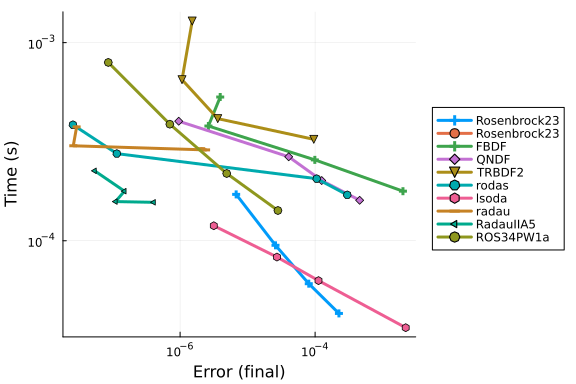 10⁻³
10⁻⁴
Time (s)
10⁻⁶
10⁻⁴
Error (final)
Rosenbrock23
Rosenbrock23
FBDF
QNDF
TRBDF2
rodas
lsoda
radau
RadauIIA5
ROS34PW1a